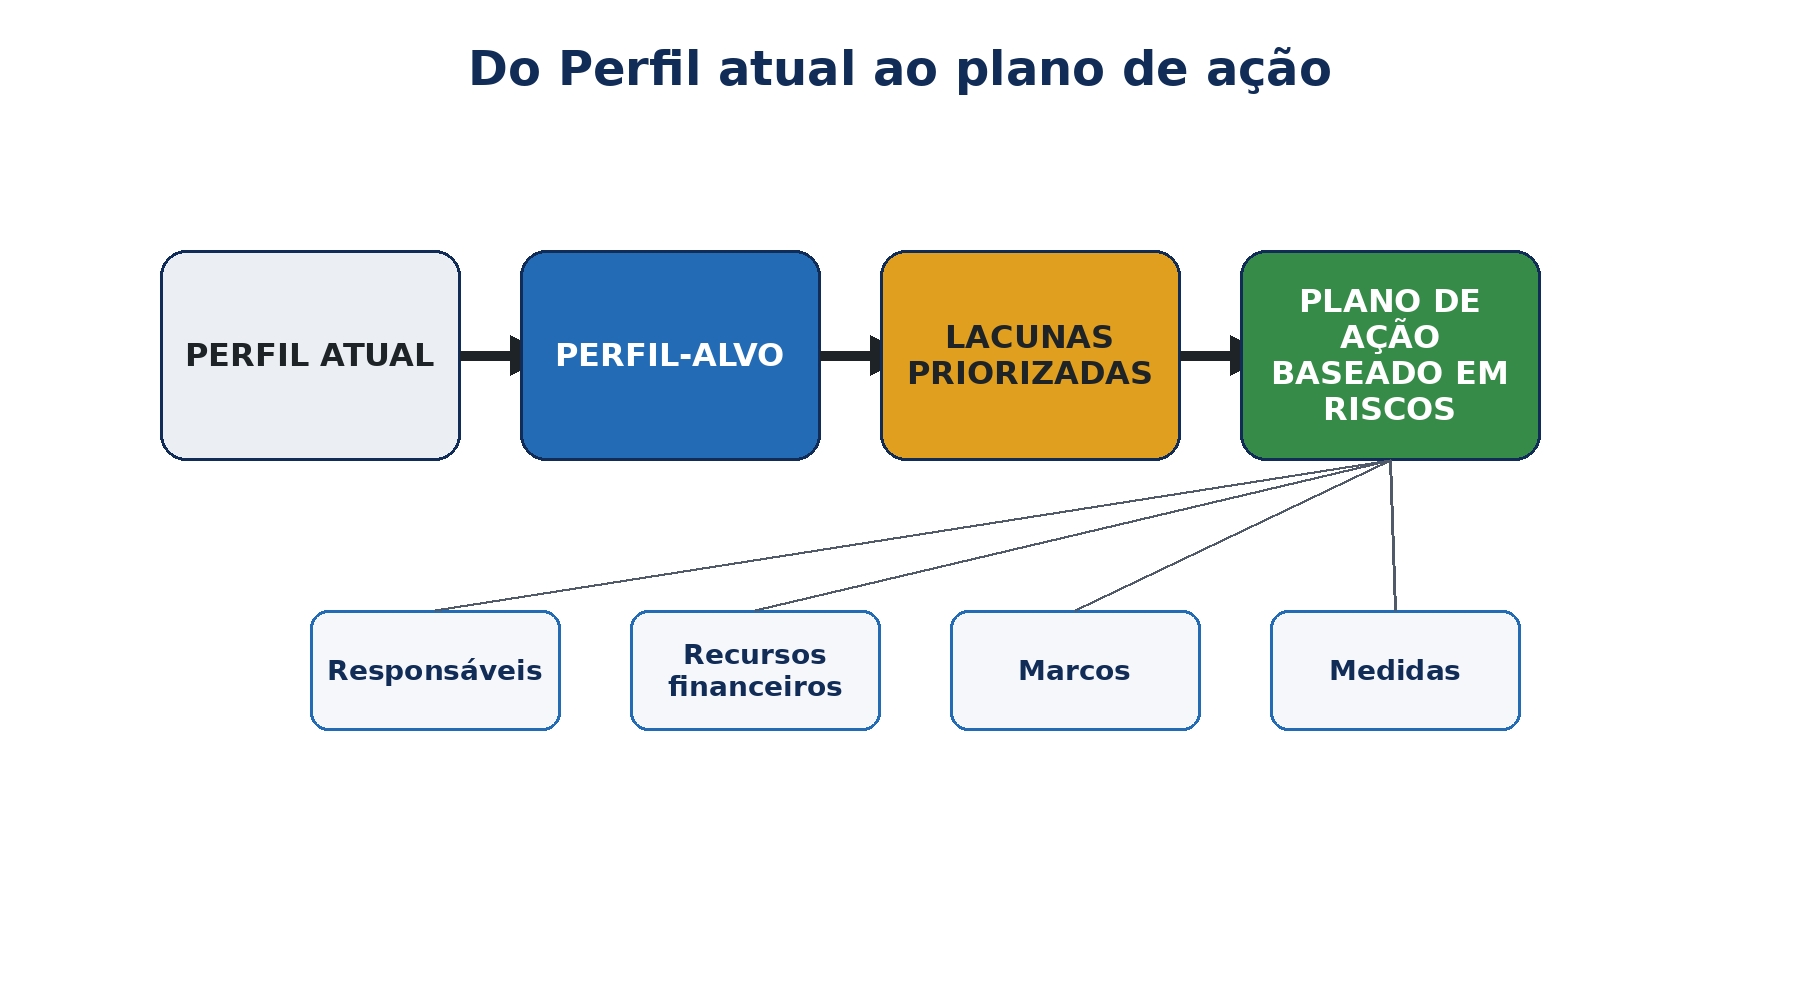 Do Perfil atual ao plano de ação
PERFIL ATUAL
PERFIL-ALVO
LACUNAS
PRIORIZADAS
PLANO DE
AÇÃO
BASEADO EM
RISCOS
Responsáveis
Recursos
financeiros
Marcos
Medidas